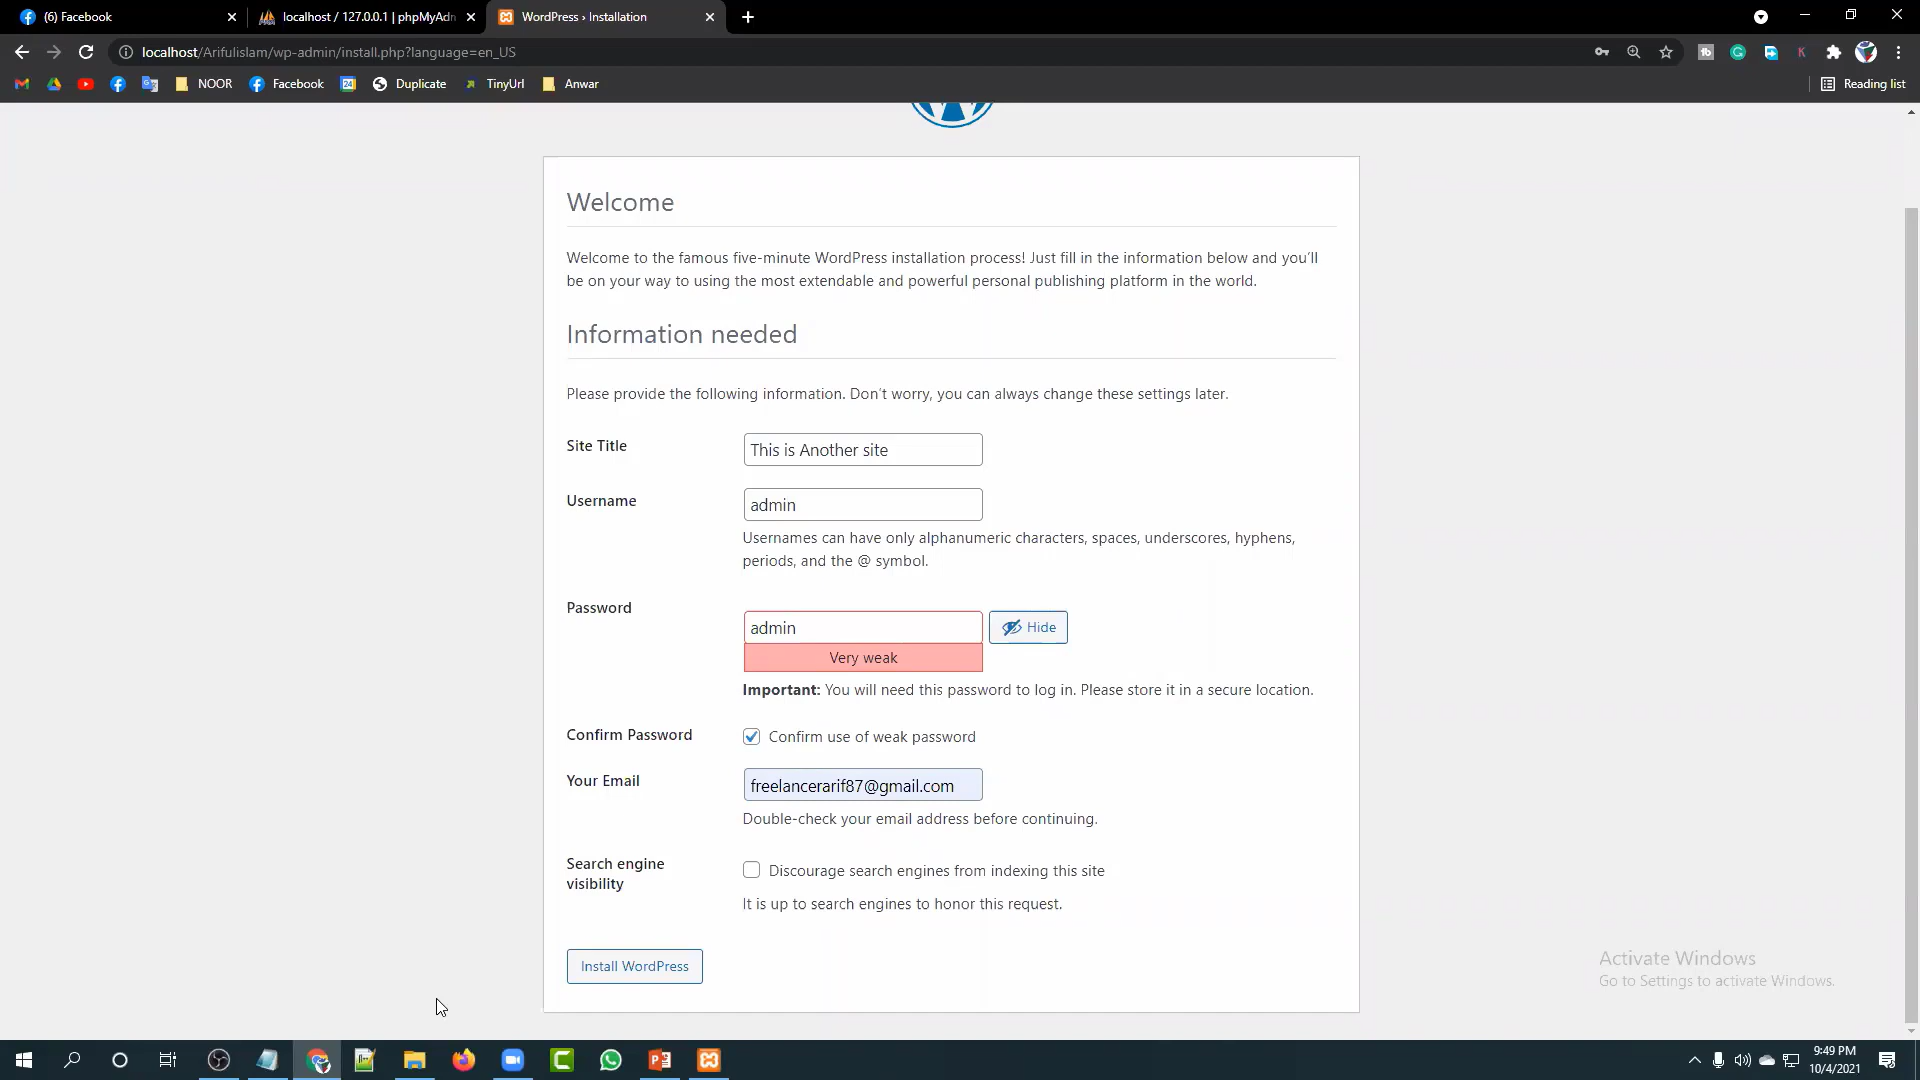 (6) Facebook
localhost / 127.0.0.1 | phpMyAdm
WordPress › Installation
localhost/Arifulislam/wp-admin/install.php?language=en_US
NOOR
Facebook
Duplicate
TinyUrl
Anwar
Reading list
Welcome
Welcome to the famous five-minute WordPress installation process! Just fill in the information below and you’ll
be on your way to using the most extendable and powerful personal publishing platform in the world.
Information needed
Please provide the following information. Don’t worry, you can always change these settings later.
Site Title
This is Another site
Username
admin
Usernames can have only alphanumeric characters, spaces, underscores, hyphens,
periods, and the @ symbol.
Password
admin
Hide
Very weak
Important: You will need this password to log in. Please store it in a secure location.
Confirm Password
Confirm use of weak password
Your Email
freelancerarif87@gmail.com
Double-check your email address before continuing.
Search engine
visibility
Discourage search engines from indexing this site
It is up to search engines to honor this request.
Install WordPress
Activate Windows
Go to Settings to activate Windows.
9:49 PM
10/4/2021